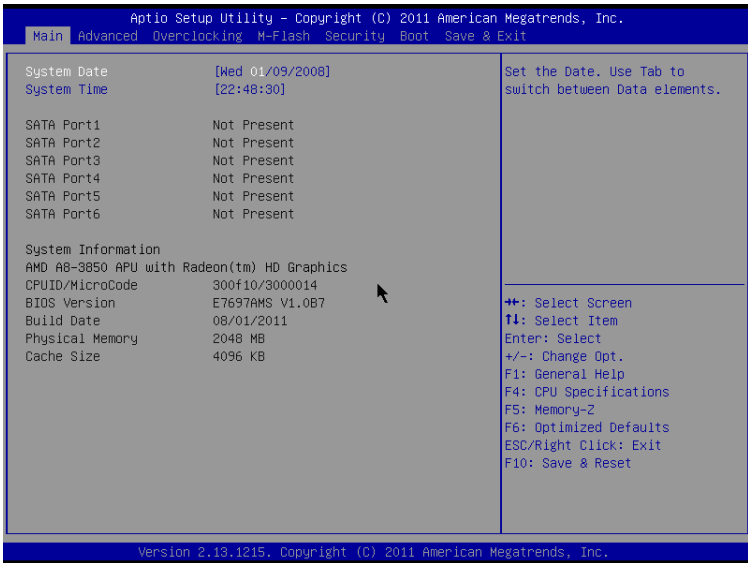 Aptio Setup Utility – Copyright (C) 2011 American Megatrends, Inc.
Main Advanced Overclocking M-Flash Security Boot Save & Exit
System Date [Wed 01/09/2008]
System Time [22:48:30]
SATA Port1 Not Present
SATA Port2 Not Present
SATA Port3 Not Present
SATA Port4 Not Present
SATA Port5 Not Present
SATA Port6 Not Present
System Information
AMD A8-3850 APU with Radeon(tm) HD Graphics
CPUID/MicroCode 300f10/3000014
BIOS Version E7697AMS V1.0B7
Build Date 08/01/2011
Physical Memory 2048 MB
Cache Size 4096 KB
Set the Date. Use Tab to
switch between Data elements.
→←: Select Screen
↑↓: Select Item
Enter: Select
+/-: Change Opt.
F1: General Help
F4: CPU Specifications
F5: Memory-Z
F6: Optimized Defaults
ESC/Right Click: Exit
F10: Save & Reset
Version 2.13.1215. Copyright (C) 2011 American Megatrends, Inc.